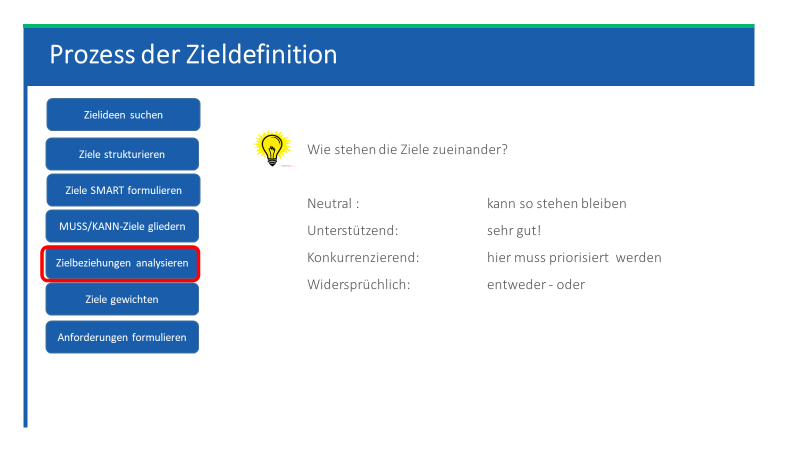 Prozess der Zieldefinition
Zielideen suchen
Ziele strukturieren
Ziele SMART formulieren
MUSS/KANN-Ziele gliedern
Zielbeziehungen analysieren
Ziele gewichten
Anforderungen formulieren
Wie stehen die Ziele zueinander?
Neutral : kann so stehen bleiben
Unterstützend: sehr gut!
Konkurrenzierend: hier muss priorisiert werden
Widersprüchlich: entweder - oder